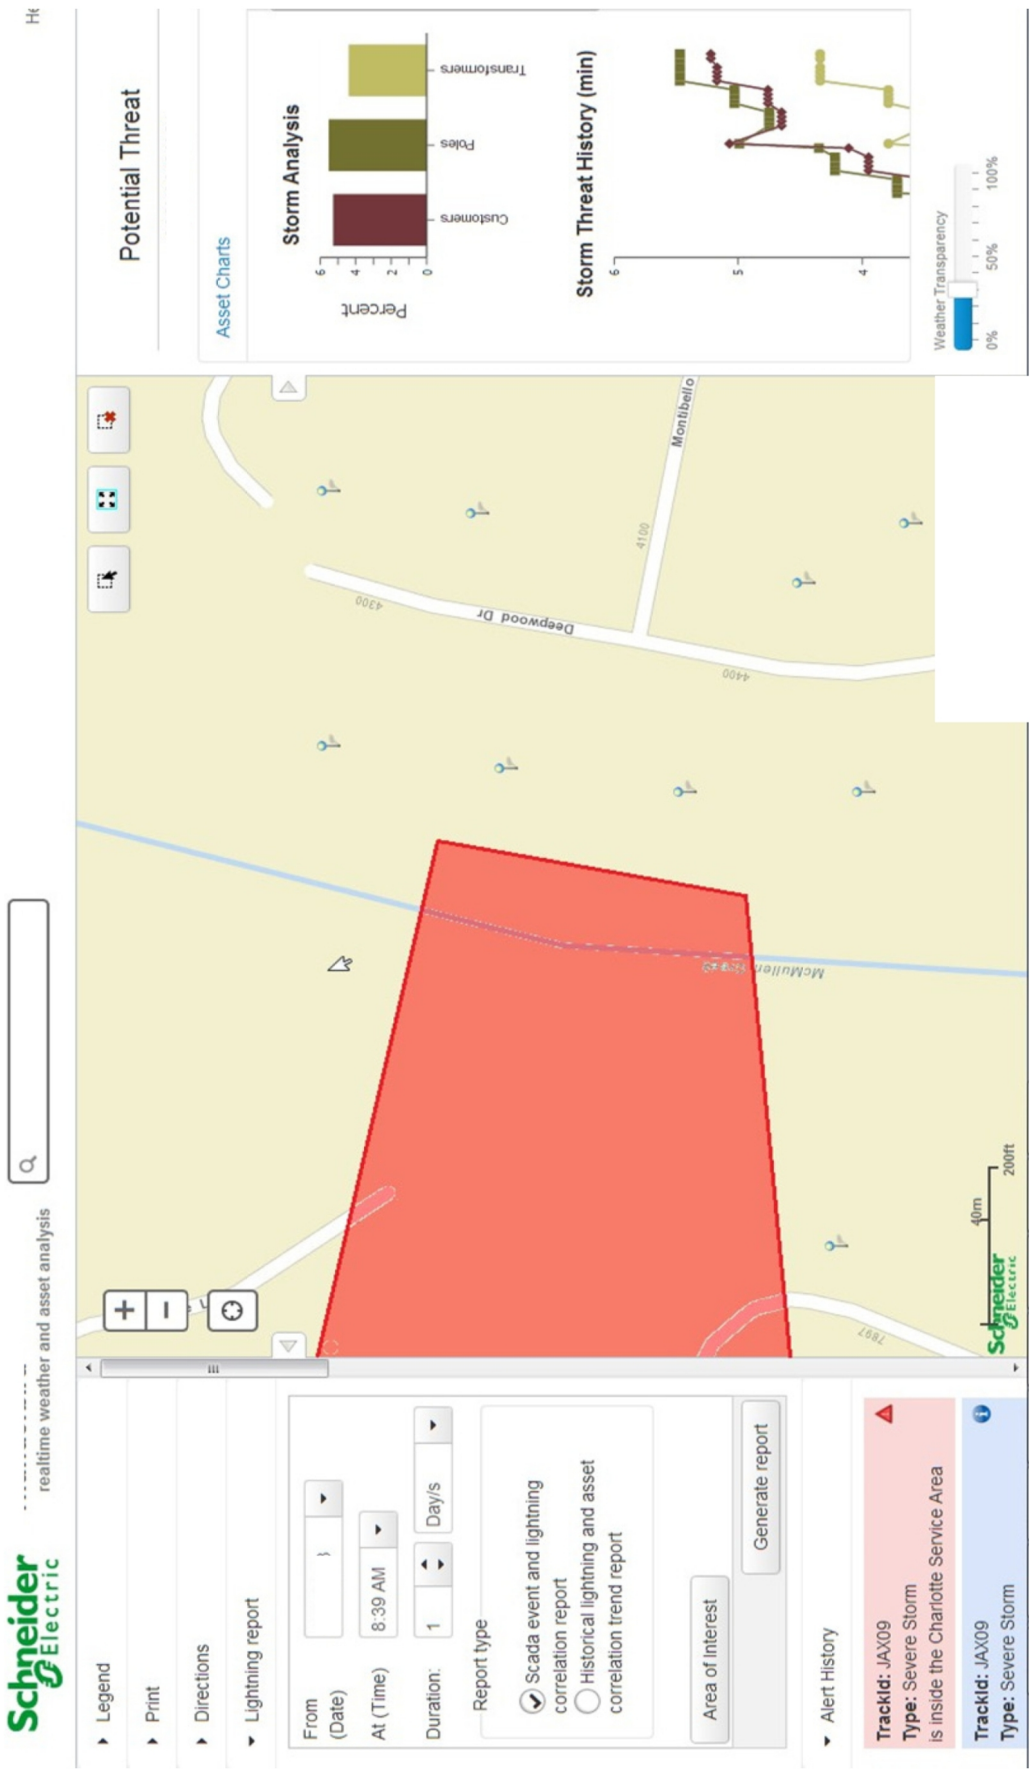 Schneider
Electric
realtime weather and asset analysis
He
Legend
Print
Directions
Lightning report
From
(Date)
At (Time)
8:39 AM
Duration:
1
Day/s
Report type
Scada event and lightning
correlation report
Historical lightning and asset
correlation trend report
Area of Interest
Generate report
Alert History
TrackId: JAX09
Type: Severe Storm
is inside the Charlotte Service Area
TrackId: JAX09
Type: Severe Storm
+
−
7897
McMullen
4300
Deepwood Dr
4100
4400
Montibello
40m
200ft
Schneider
Electric
Potential Threat
Asset Charts
Storm Analysis
Percent
6
4
2
0
Customers
Poles
Transformers
Storm Threat History (min)
6
5
4
Weather Transparency
0%
50%
100%